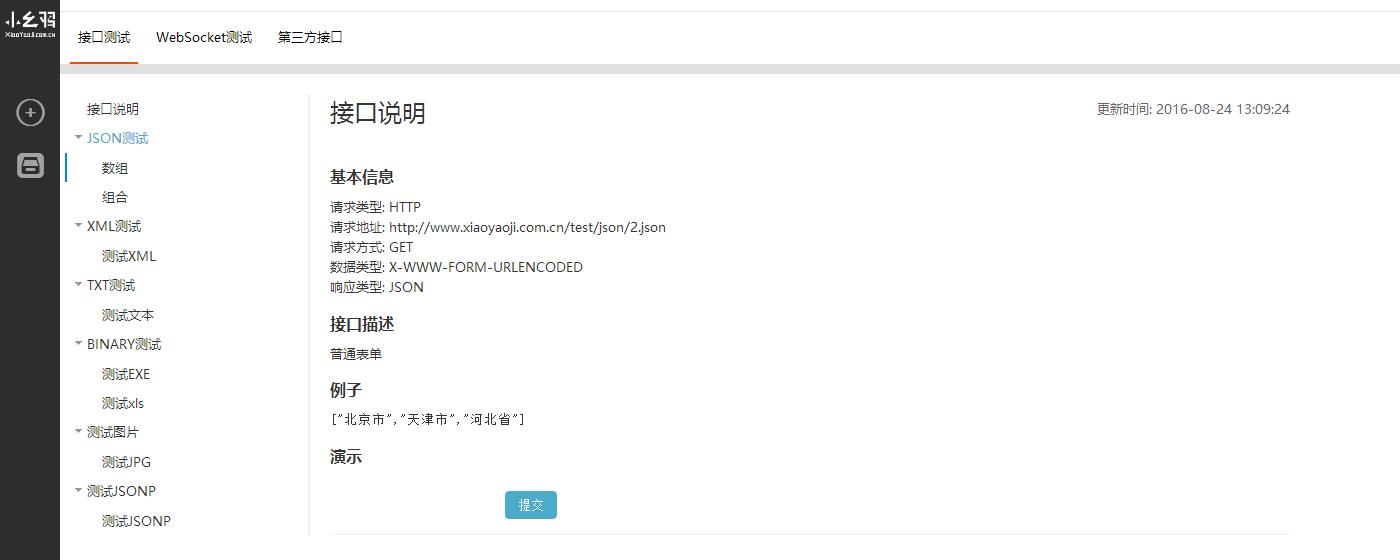 小幺鸡
XiaoYaoJi.com.cn
接口测试
WebSocket测试
第三方接口
接口说明
JSON测试
数组
组合
XML测试
测试XML
TXT测试
测试文本
BINARY测试
测试EXE
测试xls
测试图片
测试JPG
测试JSONP
测试JSONP
接口说明
更新时间: 2016-08-24 13:09:24
基本信息
请求类型: HTTP
请求地址: http://www.xiaoyaoji.com.cn/test/json/2.json
请求方式: GET
数据类型: X-WWW-FORM-URLENCODED
响应类型: JSON
接口描述
普通表单
例子
["北京市","天津市","河北省"]
演示
提交